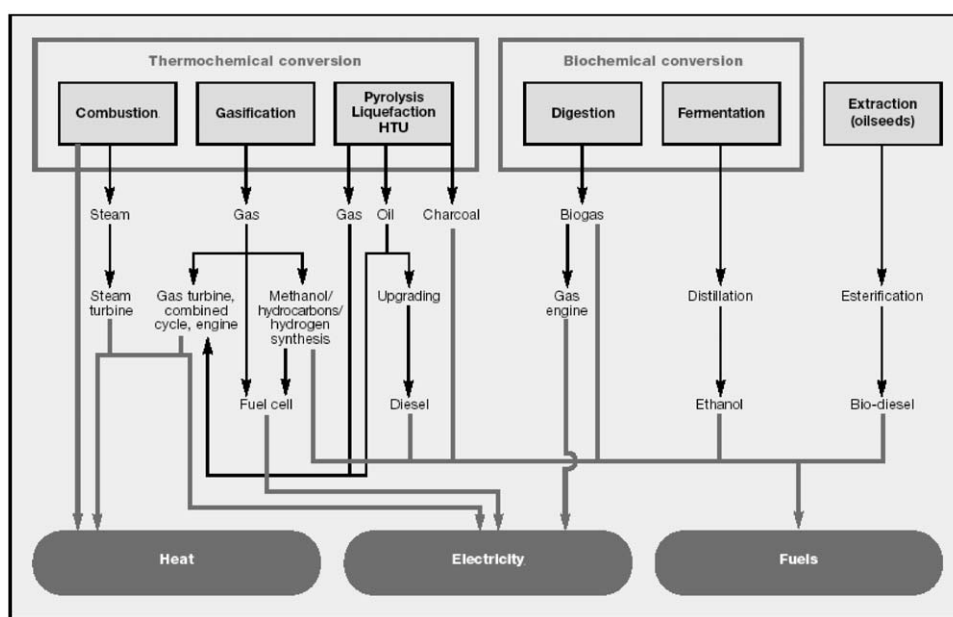 Thermochemical conversion
Biochemical conversion
Combustion
Gasification
Pyrolysis
Liquefaction
HTU
Digestion
Fermentation
Extraction
(oilseeds)
Steam
Gas
Gas
Oil
Charcoal
Biogas
Steam
turbine
Gas turbine,
combined
cycle, engine
Methanol/
hydrocarbons/
hydrogen
synthesis
Upgrading
Gas
engine
Distillation
Esterification
Fuel cell
Diesel
Ethanol
Bio-diesel
Heat
Electricity
Fuels